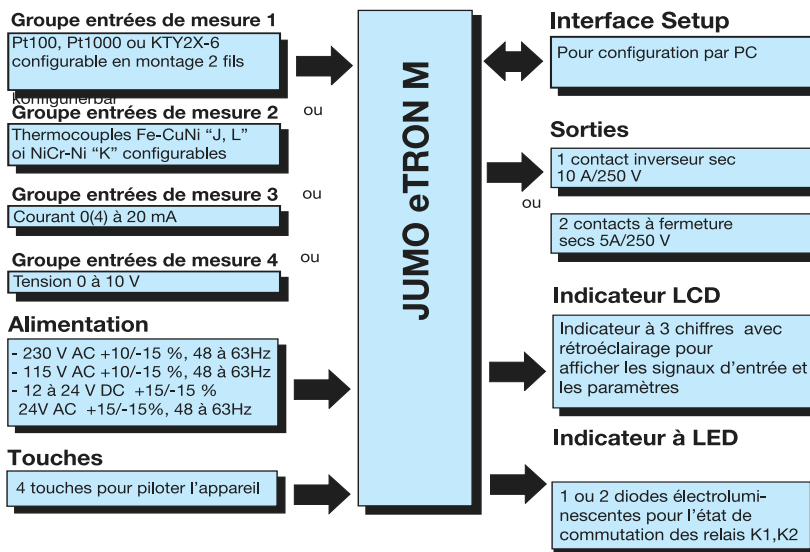 Groupe entrées de mesure 1
Pt100, Pt1000 ou KTY2X-6
configurable en montage 2 fils
konfigurierbar
ou
Groupe entrées de mesure 2
Thermocouples Fe-CuNi “J, L”
oi NiCr-Ni “K” configurables
ou
Groupe entrées de mesure 3
Courant 0(4) à 20 mA
ou
Groupe entrées de mesure 4
Tension 0 à 10 V
Alimentation
- 230 V AC +10/-15 %, 48 à 63Hz
- 115 V AC +10/-15 %, 48 à 63Hz
- 12 à 24 V DC +15/-15 %
24V AC +15/-15%, 48 à 63Hz
Touches
4 touches pour piloter l’appareil
JUMO eTRON M
Interface Setup
Pour configuration par PC
Sorties
1 contact inverseur sec
10 A/250 V
ou
2 contacts à fermeture
secs 5A/250 V
Indicateur LCD
Indicateur à 3 chiffres avec
rétroéclairage pour
afficher les signaux d’entrée et
les paramètres
Indicateur à LED
1 ou 2 diodes électrolumi-
nescentes pour l’état de
commutation des relais K1,K2